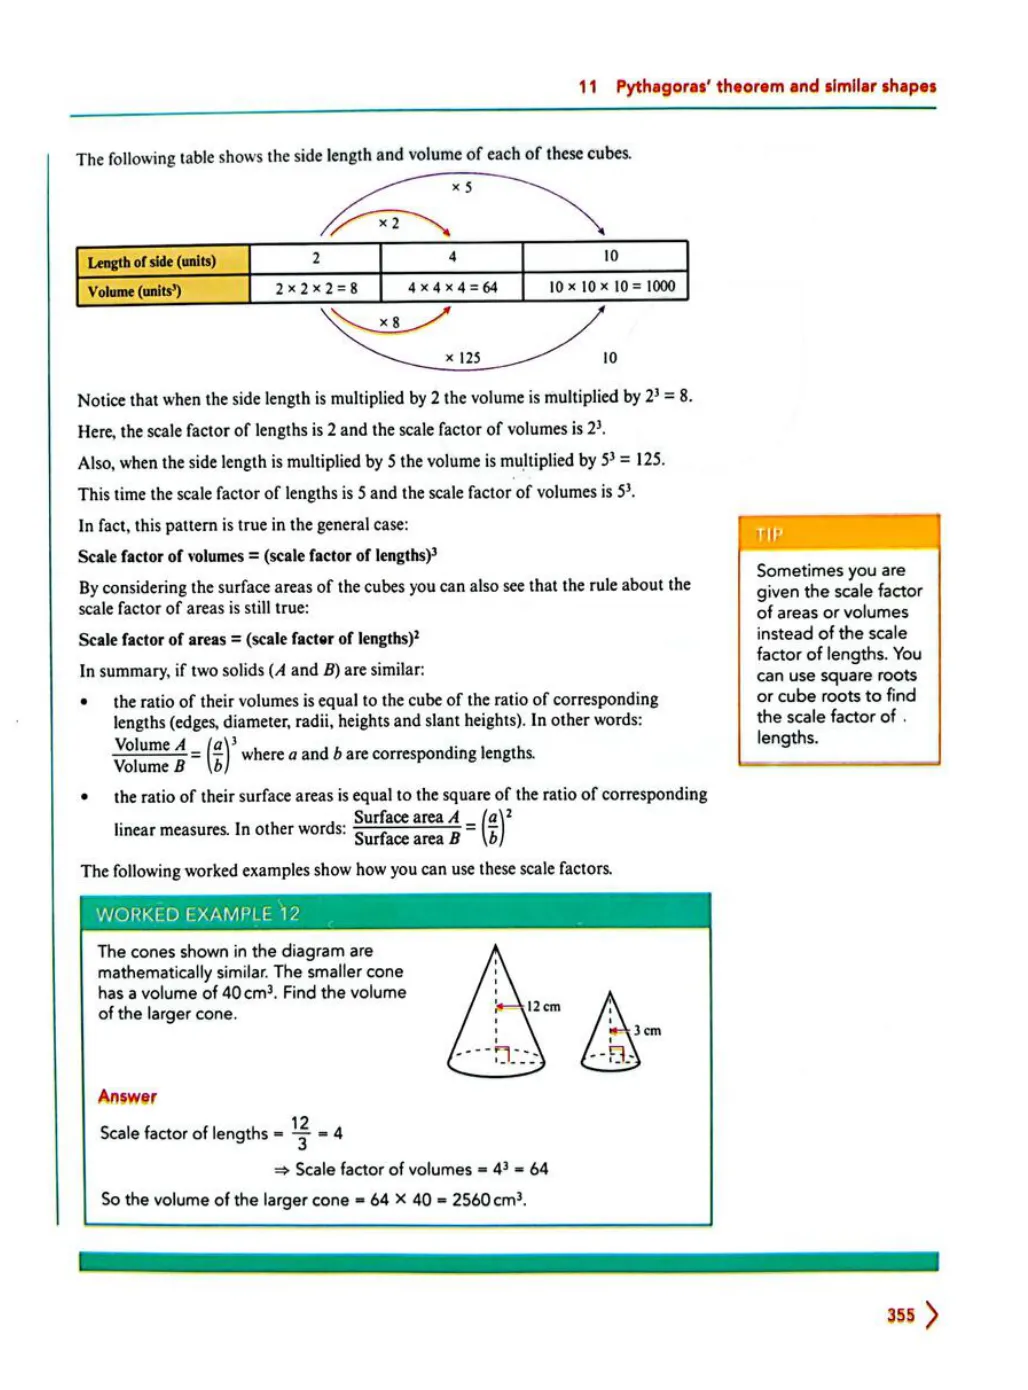 11 Pythagoras' theorem and similar shapes
The following table shows the side length and volume of each of these cubes.
× 5
× 2
Length of side (units) 2 4 10
Volume (units³) 2 × 2 × 2 = 8 4 × 4 × 4 = 64 10 × 10 × 10 = 1000
× 8
× 125 10
Notice that when the side length is multiplied by 2 the volume is multiplied by 2³ = 8.
Here, the scale factor of lengths is 2 and the scale factor of volumes is 2³.
Also, when the side length is multiplied by 5 the volume is multiplied by 5³ = 125.
This time the scale factor of lengths is 5 and the scale factor of volumes is 5³.
In fact, this pattern is true in the general case:
Scale factor of volumes = (scale factor of lengths)³
By considering the surface areas of the cubes you can also see that the rule about the
scale factor of areas is still true:
Scale factor of areas = (scale factor of lengths)²
In summary, if two solids (A and B) are similar:
• the ratio of their volumes is equal to the cube of the ratio of corresponding
lengths (edges, diameter, radii, heights and slant heights). In other words:
Volume A / Volume B = (a/b)³ where a and b are corresponding lengths.
• the ratio of their surface areas is equal to the square of the ratio of corresponding
linear measures. In other words: Surface area A / Surface area B = (a/b)²
The following worked examples show how you can use these scale factors.
TIP
Sometimes you are
given the scale factor
of areas or volumes
instead of the scale
factor of lengths. You
can use square roots
or cube roots to find
the scale factor of .
lengths.
WORKED EXAMPLE 12
The cones shown in the diagram are
mathematically similar. The smaller cone
has a volume of 40 cm³. Find the volume
of the larger cone.
12 cm
3 cm
Answer
Scale factor of lengths = 12/3 = 4
⇒ Scale factor of volumes = 4³ = 64
So the volume of the larger cone = 64 × 40 = 2560 cm³.
355